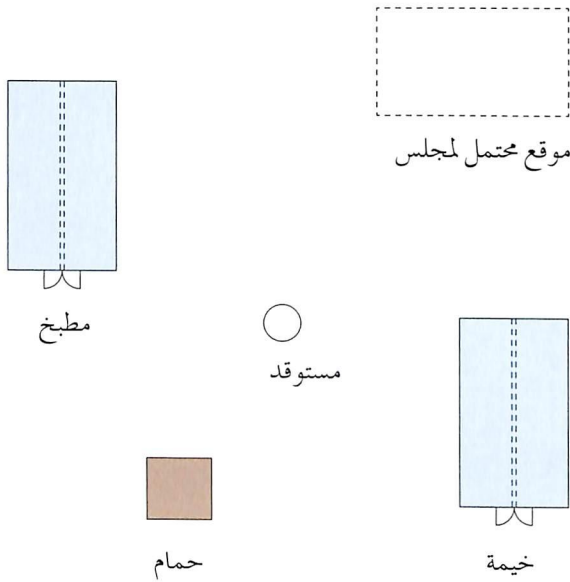 موقع محتمل لمجلس
مطبخ
مستوقد
حمام
خيمة